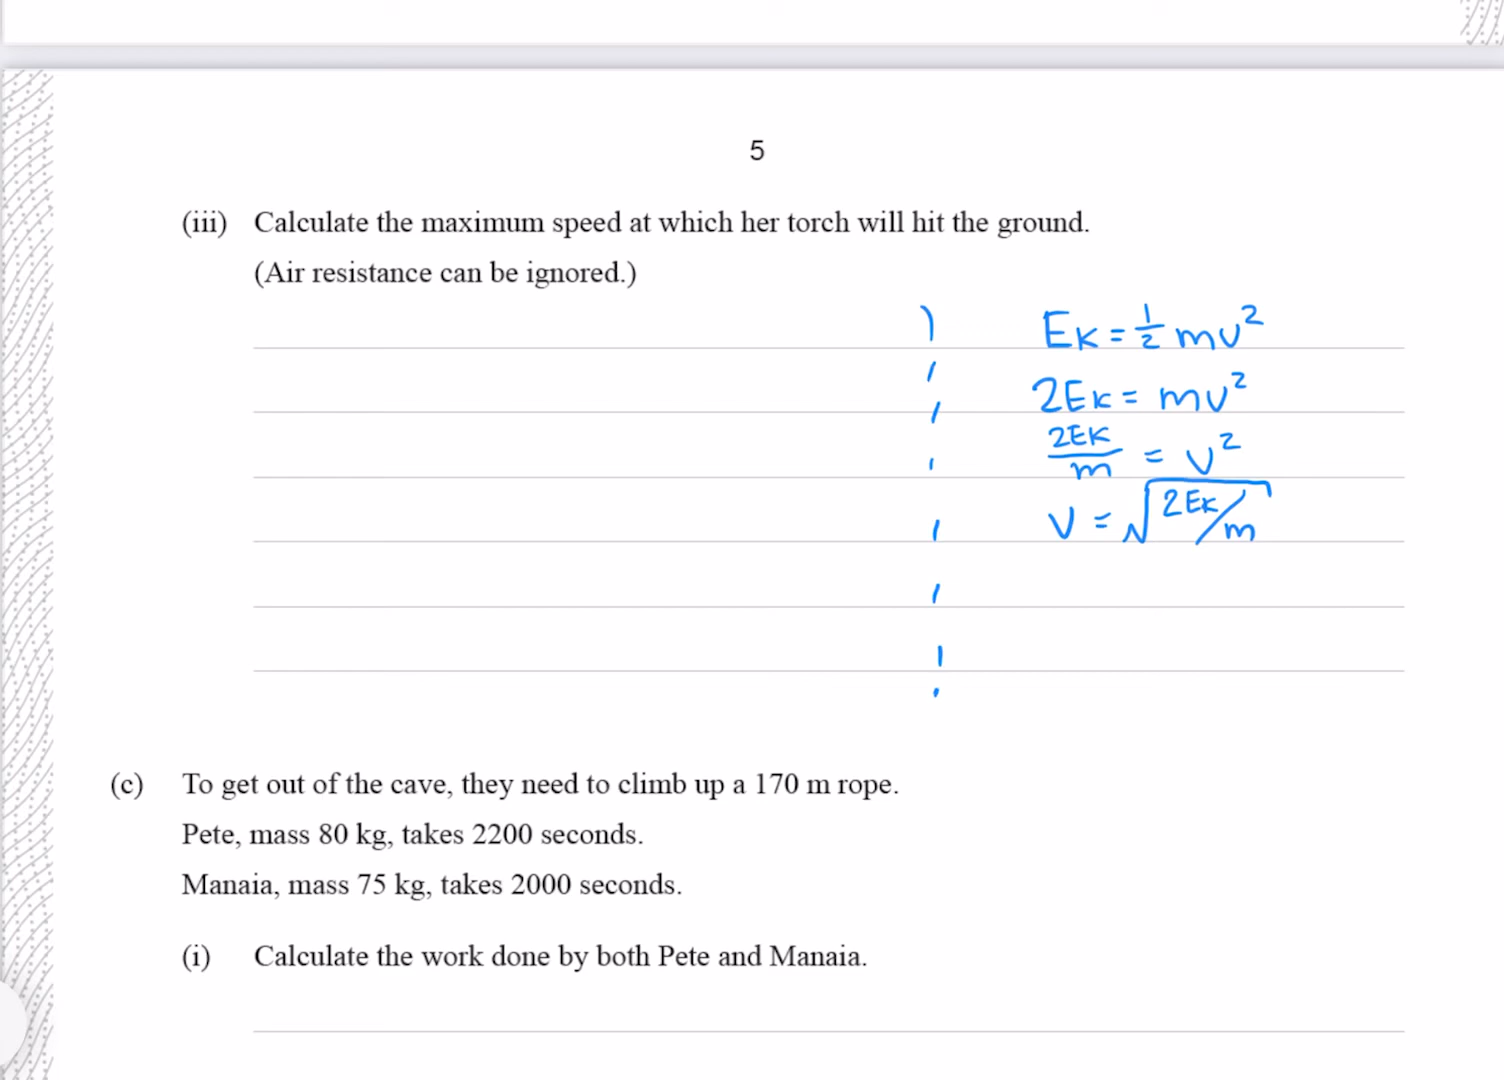 5
(iii) Calculate the maximum speed at which her torch will hit the ground.
(Air resistance can be ignored.)
Ek = 1/2 mv²
2Ek = mv²
2Ek/m = v²
v = √2Ek/m
(c) To get out of the cave, they need to climb up a 170 m rope.
Pete, mass 80 kg, takes 2200 seconds.
Manaia, mass 75 kg, takes 2000 seconds.
(i) Calculate the work done by both Pete and Manaia.